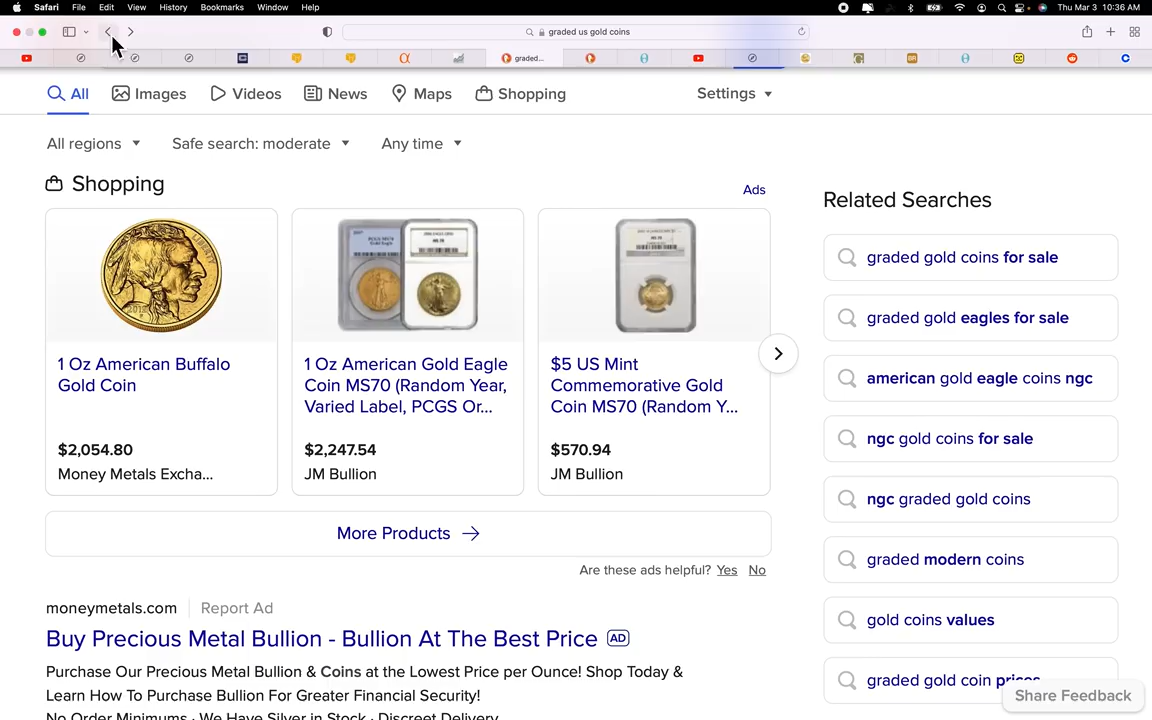 Safari File Edit View History Bookmarks Window Help Thu Mar 3 10:36 AM
graded us gold coins
graded...
All Images Videos News Maps Shopping Settings
All regions Safe search: moderate Any time
Shopping
Ads
1 Oz American Buffalo
Gold Coin
$2,054.80
Money Metals Excha...
1 Oz American Gold Eagle
Coin MS70 (Random Year,
Varied Label, PCGS Or...
$2,247.54
JM Bullion
$5 US Mint
Commemorative Gold
Coin MS70 (Random Y...
$570.94
JM Bullion
More Products
Are these ads helpful? Yes No
moneymetals.com Report Ad
Buy Precious Metal Bullion - Bullion At The Best Price AD
Purchase Our Precious Metal Bullion & Coins at the Lowest Price per Ounce! Shop Today &
Learn How To Purchase Bullion For Greater Financial Security!
No Order Minimums · We Have Silver in Stock · Discreet Delivery
Related Searches
graded gold coins for sale
graded gold eagles for sale
american gold eagle coins ngc
ngc gold coins for sale
ngc graded gold coins
graded modern coins
gold coins values
graded gold coin prices
Share Feedback